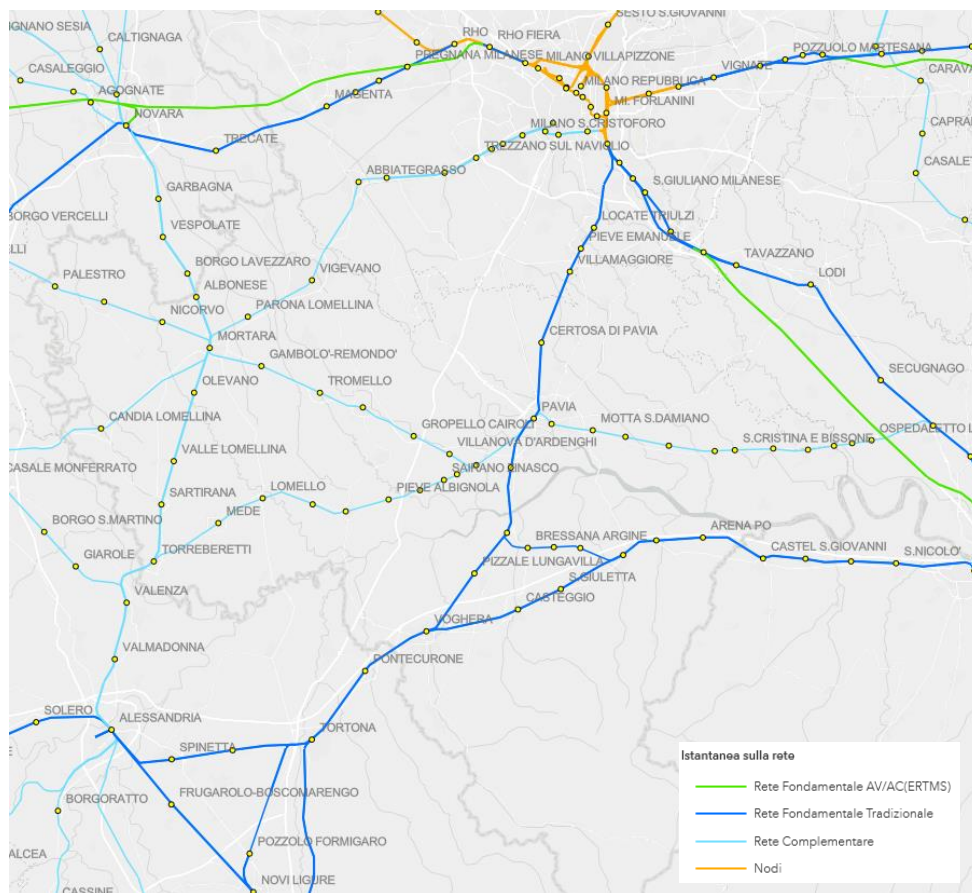 SESTO S.GIOVANNI
GNANO SESIA
CALTIGNAGA
RHO
RHO FIERA
POZZUOLO MARTESANA
PREGNANA MILANESE
MILANO VILLAPIZZONE
CASALEGGIO
VIGNATE
AGOGNATE
MAGENTA
MILANO REPUBBLICA
CARAV
MI. FORLANINI
NOVARA
CAPRAL
MILANO S.CRISTOFORO
TRECATE
TREZZANO SUL NAVIGLIO
CASALET
ABBIATEGRASSO
S.GIULIANO MILANESE
GARBAGNA
BORGO VERCELLI
LOCATE TRIULZI
VESPOLATE
PIEVE EMANUELE
ELLI
TAVAZZANO
BORGO LAVEZZARO
VILLAMAGGIORE
PALESTRO
VIGEVANO
LODI
ALBONESE
PARONA LOMELLINA
NICORVO
CERTOSA DI PAVIA
MORTARA
GAMBOLO'-REMONDO'
OLEVANO
TROMELLO
SECUGNAGO
PAVIA
CANDIA LOMELLINA
MOTTA S.DAMIANO
GROPELLO CAIROLI
OSPEDALETTO L
VILLANOVA D'ARDENGHI
S.CRISTINA E BISSONE
VALLE LOMELLINA
CASALE MONFERRATO
SAIRANO
CINASCO
LOMELLO
PIEVE ALBIGNOLA
SARTIRANA
MEDE
BORGO S.MARTINO
ARENA PO
BRESSANA ARGINE
TORREBERETTI
GIAROLE
CASTEL S.GIOVANNI
S.NICOLO'
PIZZALE LUNGAVILLA
S.GIULETTA
VALENZA
CASTEGGIO
VOGHERA
VALMADONNA
PONTECURONE
SOLERO
ALESSANDRIA
TORTONA
SPINETTA
Istantanea sulla rete
Rete Fondamentale AV/AC(ERTMS)
FRUGAROLO-BOSCOMARENGO
BORGORATTO
Rete Fondamentale Tradizionale
Rete Complementare
POZZOLO FORMIGARO
ALCEA
Nodi
NOVI LIGURE
CASSINE